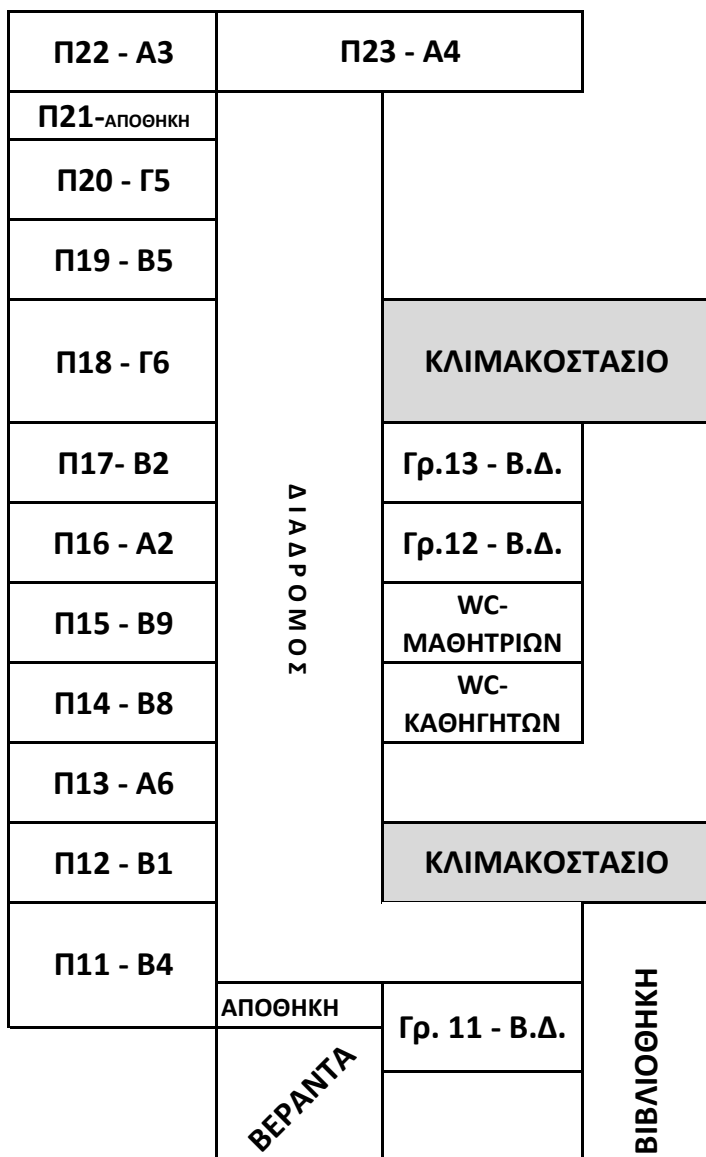 Π22 - Α3
Π23 - Α4
Π21-ΑΠΟΘΗΚΗ
Π20 - Γ5
Π19 - Β5
Π18 - Γ6
ΚΛΙΜΑΚΟΣΤΑΣΙΟ
Π17- Β2
Γρ.13 - Β.Δ.
ΔΙΑΔΡΟΜΟΣ
Π16 - Α2
Γρ.12 - Β.Δ.
Π15 - Β9
WC-
ΜΑΘΗΤΡΙΩΝ
Π14 - Β8
WC-
ΚΑΘΗΓΗΤΩΝ
Π13 - Α6
Π12 - Β1
ΚΛΙΜΑΚΟΣΤΑΣΙΟ
Π11 - Β4
ΑΠΟΘΗΚΗ
Γρ. 11 - Β.Δ.
ΒΕΡΑΝΤΑ
ΒΙΒΛΙΟΘΗΚΗ